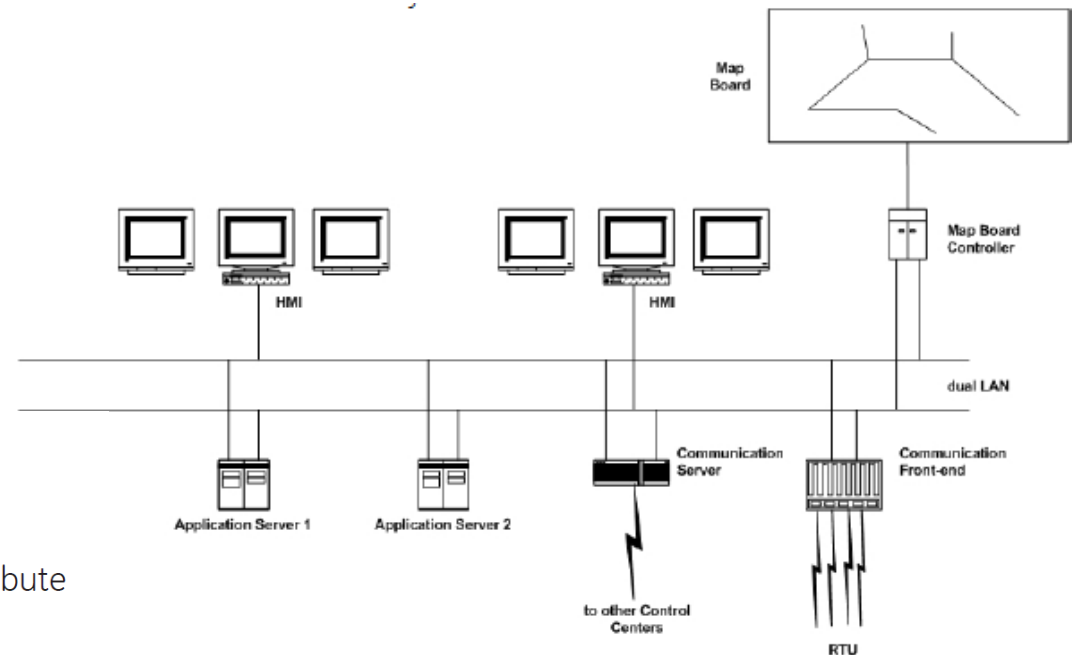 Map
Board
Map Board
Controller
HMI
HMI
dual LAN
Communication
Server
Communication
Front-end
Application Server 1
Application Server 2
bute
to other Control
Centers
RTU